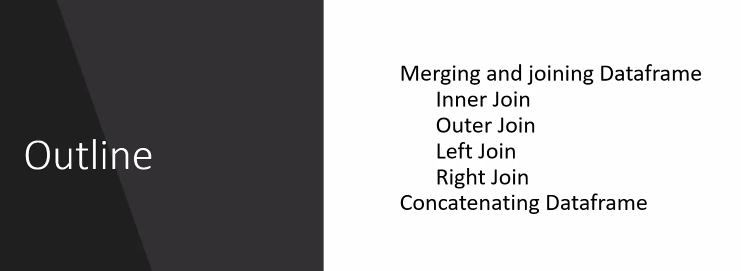 Outline
Merging and joining Dataframe
Inner Join
Outer Join
Left Join
Right Join
Concatenating Dataframe